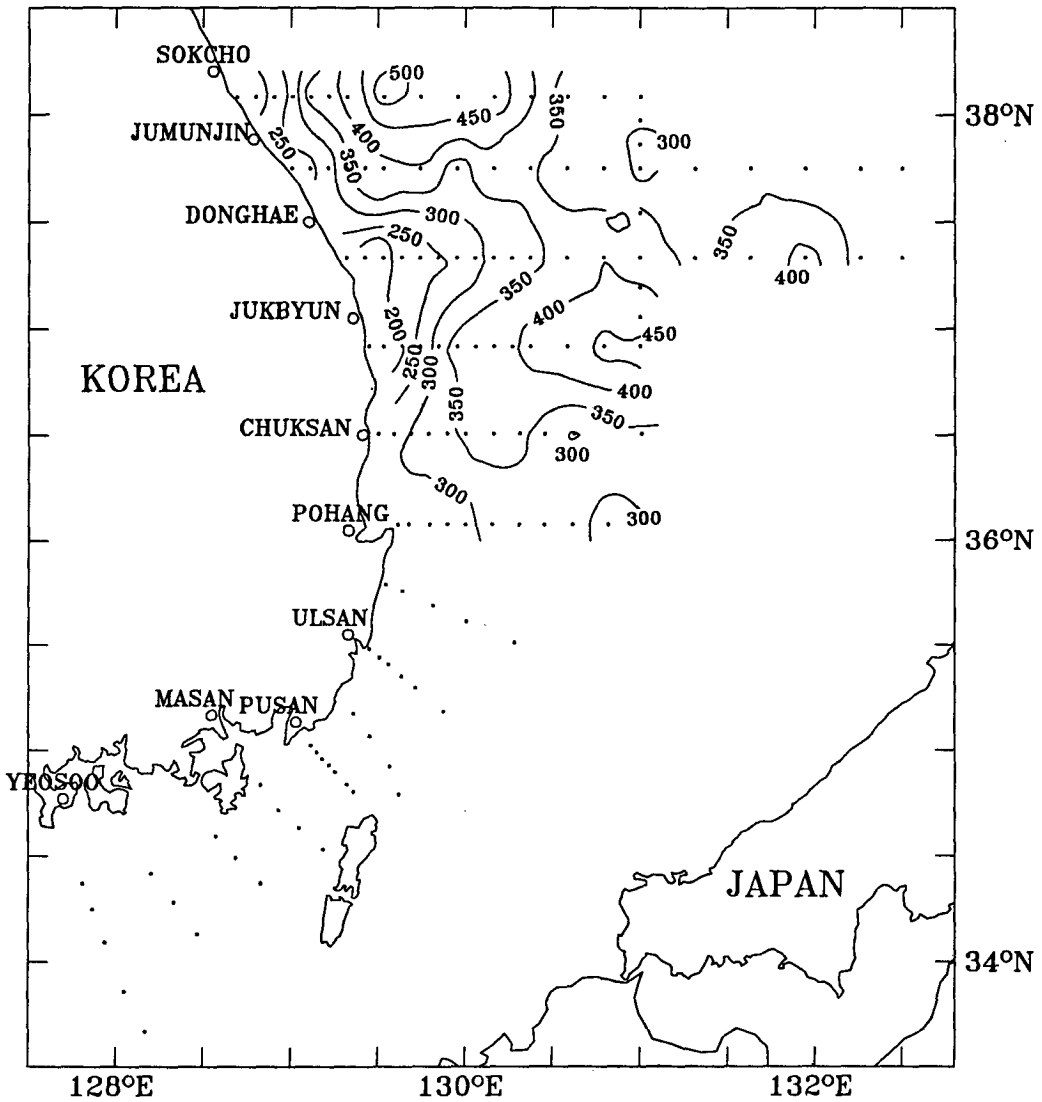 SOKCHO
500
450
350
38°N
JUMUNJIN
250
400
350
300
DONGHAE
300
250
350
400
350
400
JUKBYUN
200
450
250
300
KOREA
350
400
350
CHUKSAN
300
300
POHANG
300
36°N
ULSAN
MASAN
PUSAN
YEOSOO
JAPAN
34°N
128°E
130°E
132°E